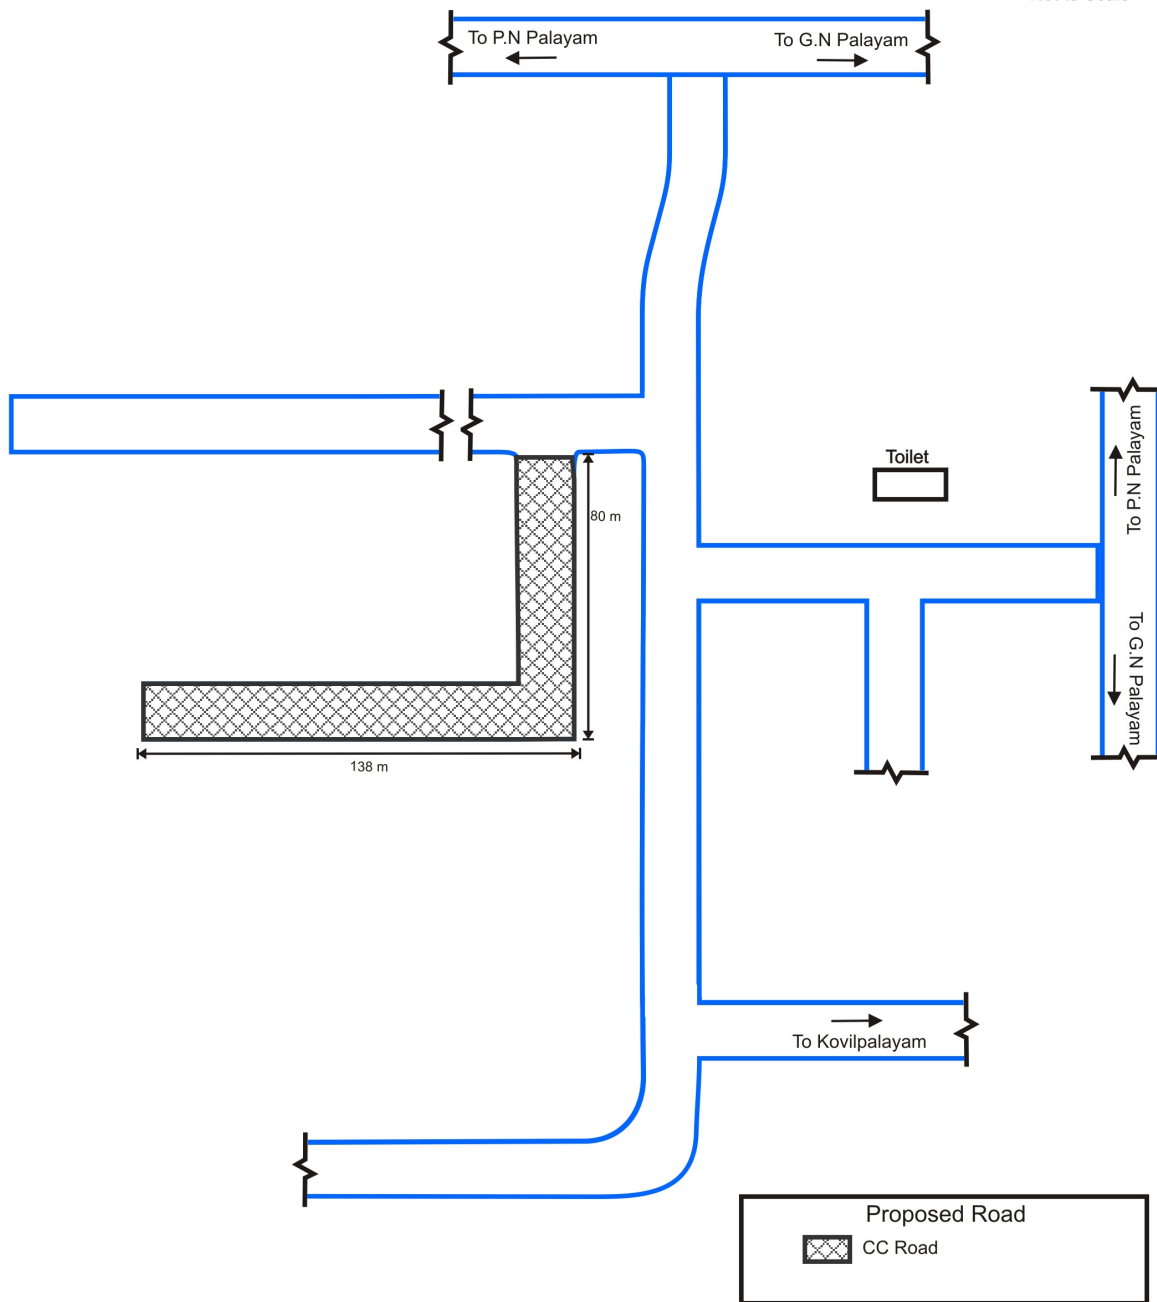 To P.N Palayam
To G.N Palayam
To P.N Palayam
Toilet
80 m
To G.N Palayam
138 m
To Kovilpalayam
Proposed Road
CC Road